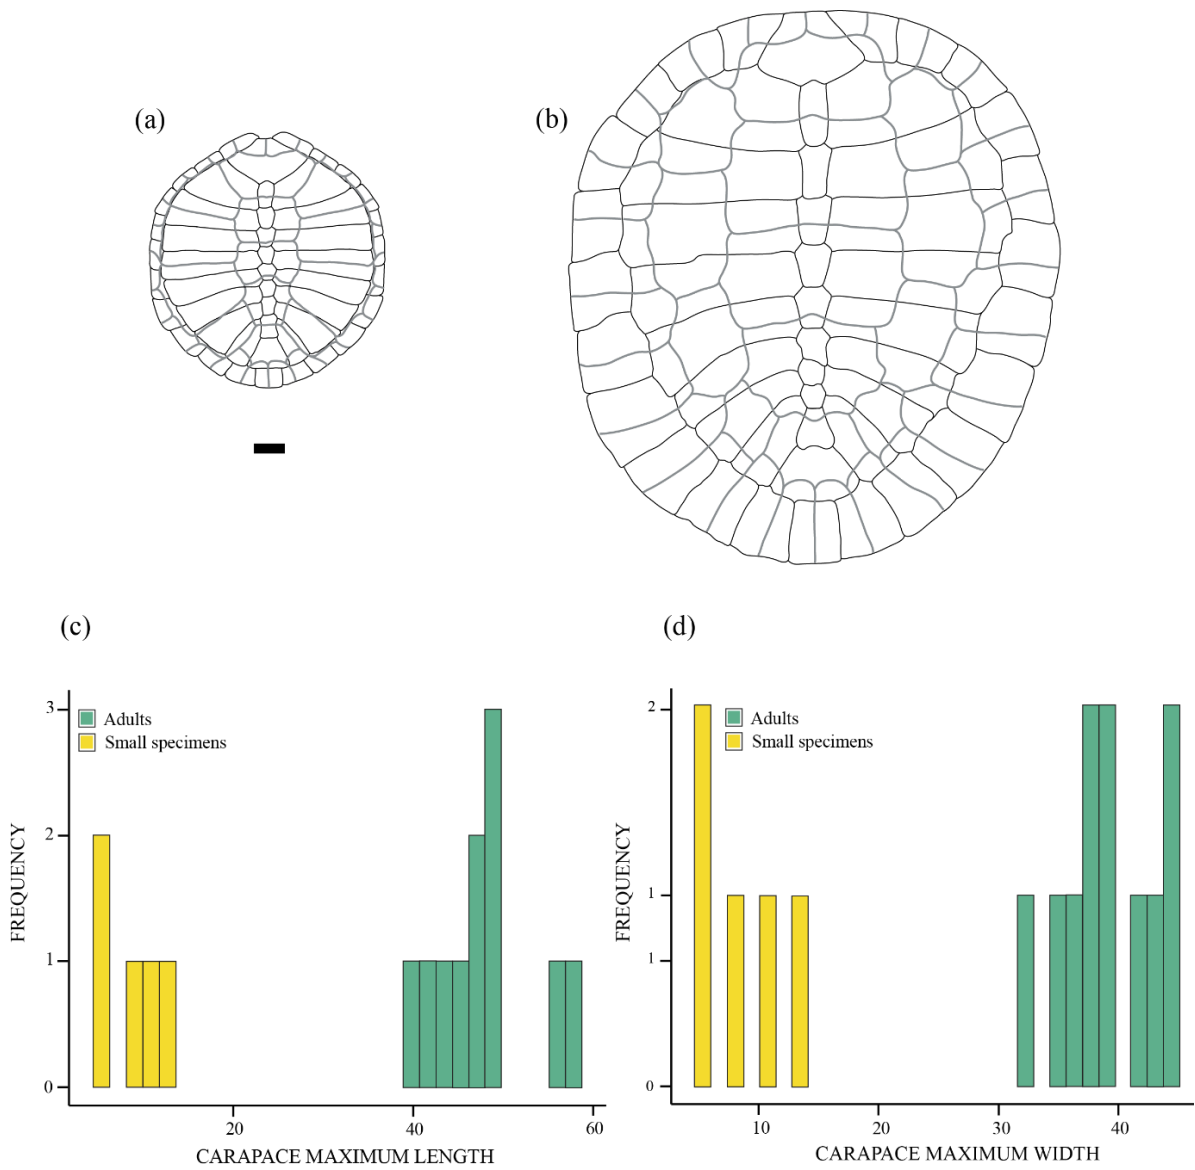 (a)
(b)
(c)
(d)
3
2
1
0
FREQUENCY
Adults
Small specimens
20
40
60
CARAPACE MAXIMUM LENGTH
2
1
1
0
FREQUENCY
Adults
Small specimens
10
20
30
40
CARAPACE MAXIMUM WIDTH